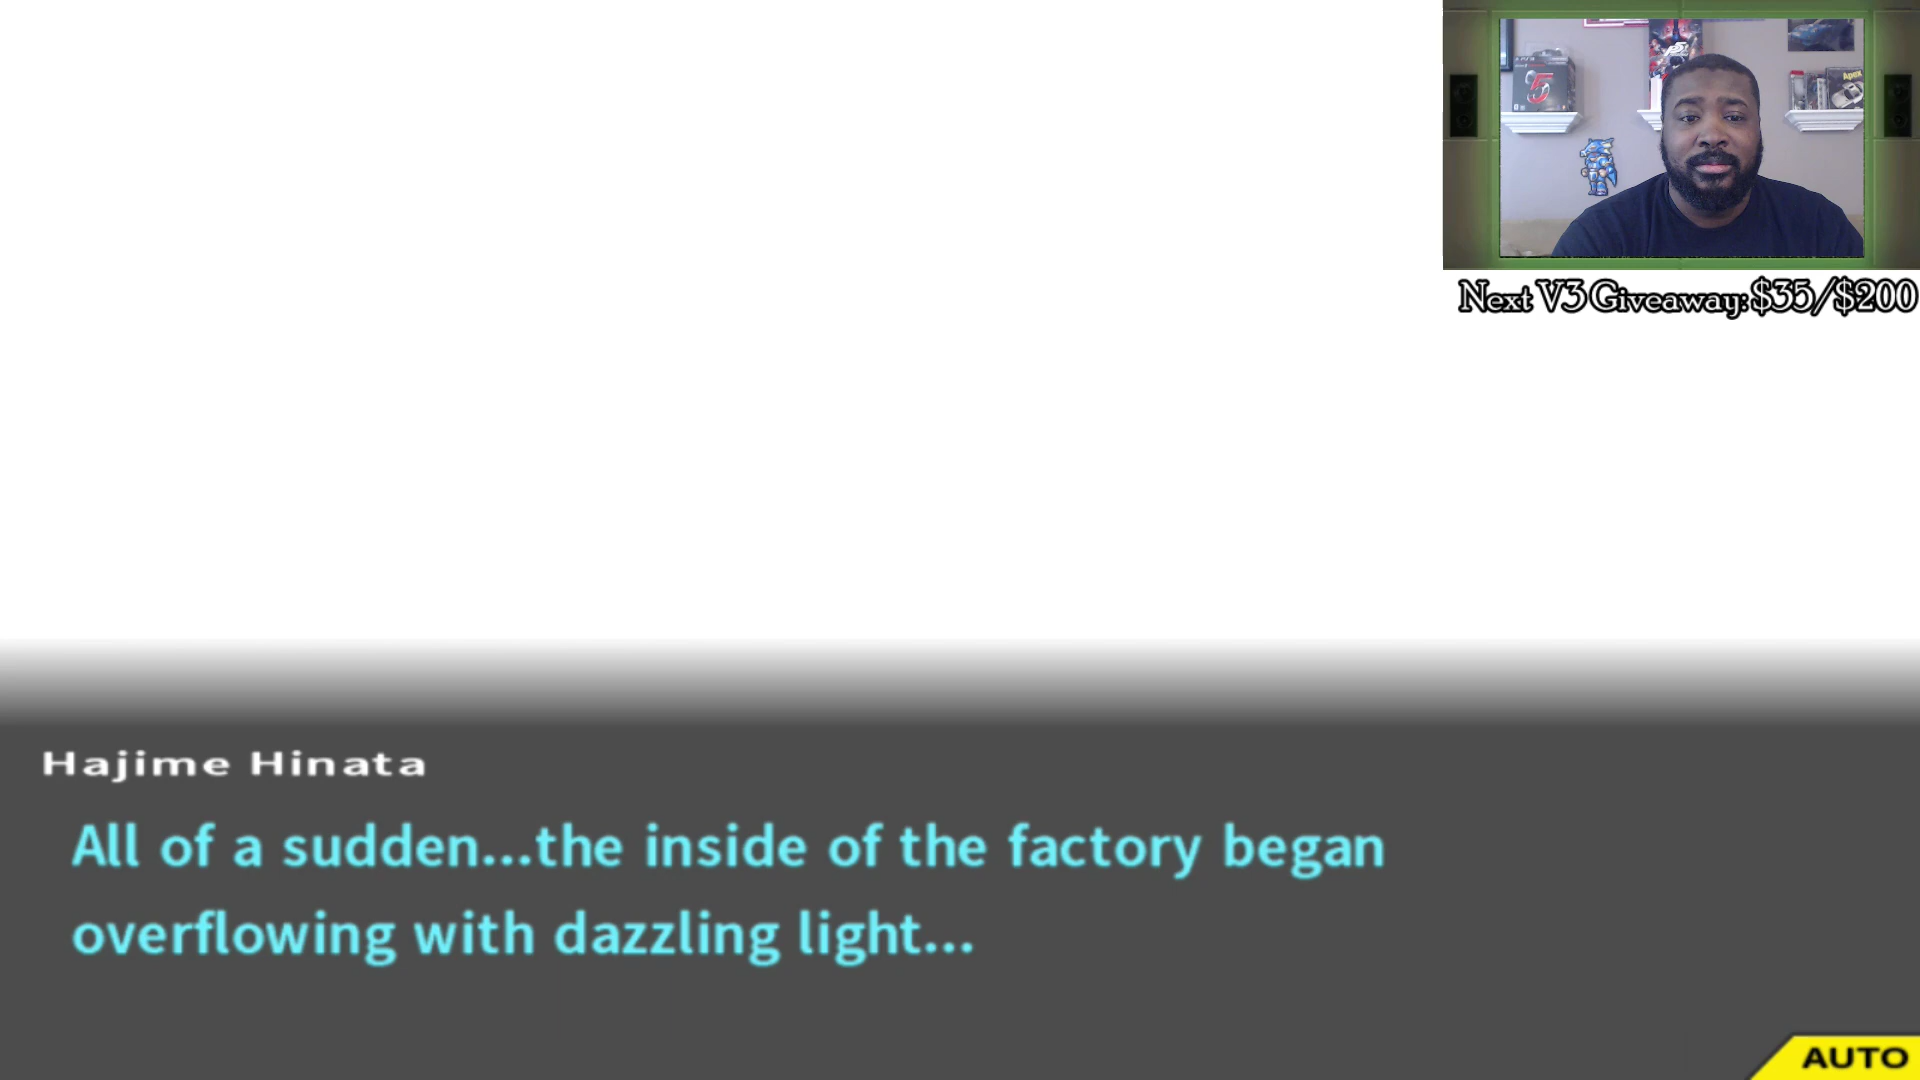 Apex
Next V3 Giveaway: $35/$200
Hajime Hinata
All of a sudden...the inside of the factory began
overflowing with dazzling light...
AUTO